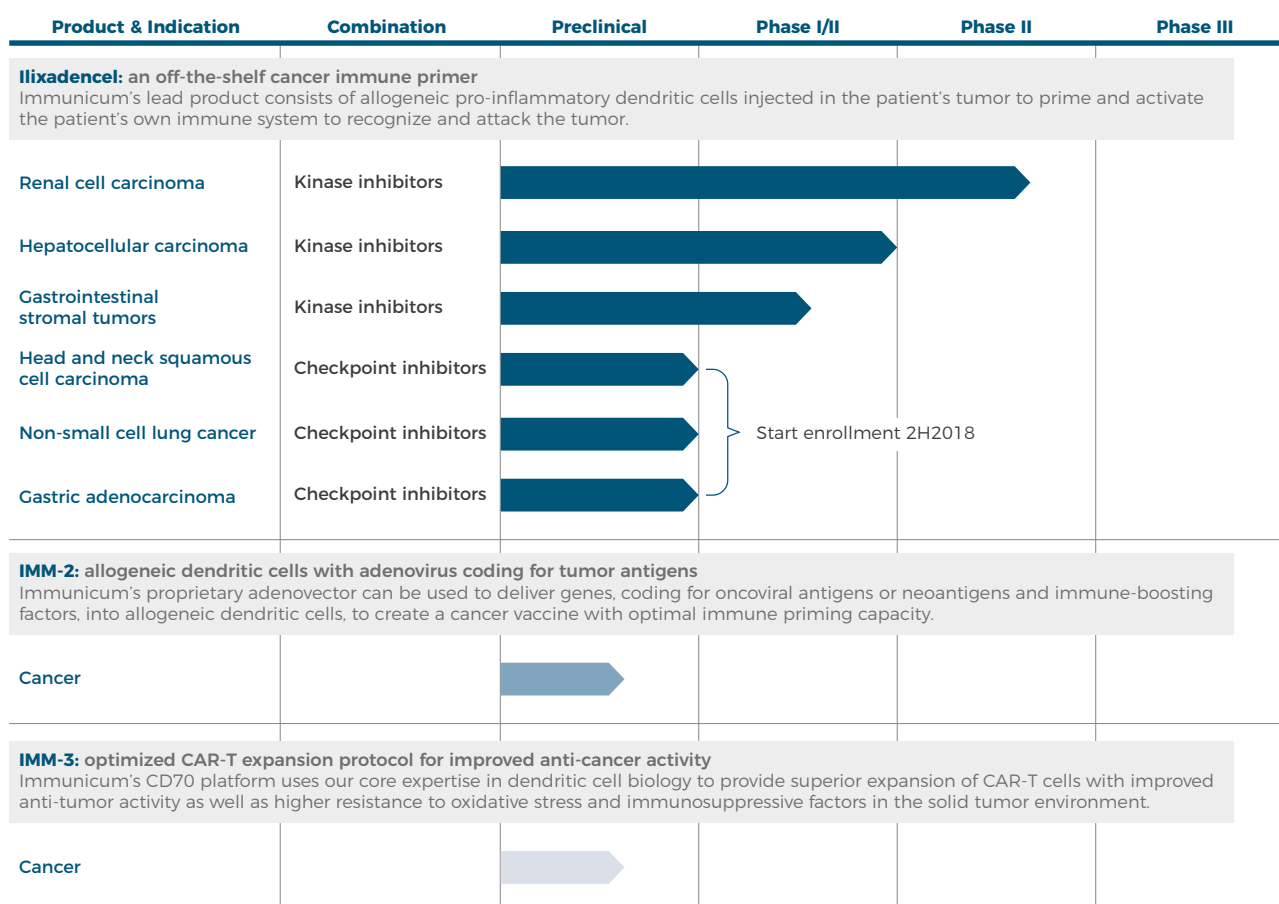 Product & Indication Combination Preclinical Phase I/II Phase II Phase III
Ilixadencel: an off-the-shelf cancer immune primer
Immunicum’s lead product consists of allogeneic pro-inflammatory dendritic cells injected in the patient’s tumor to prime and activate
the patient’s own immune system to recognize and attack the tumor.
Renal cell carcinoma Kinase inhibitors
Hepatocellular carcinoma Kinase inhibitors
Gastrointestinal
stromal tumors
Kinase inhibitors
Head and neck squamous
cell carcinoma
Checkpoint inhibitors
Non-small cell lung cancer Checkpoint inhibitors Start enrollment 2H2018
Gastric adenocarcinoma Checkpoint inhibitors
IMM-2: allogeneic dendritic cells with adenovirus coding for tumor antigens
Immunicum’s proprietary adenovector can be used to deliver genes, coding for oncoviral antigens or neoantigens and immune-boosting
factors, into allogeneic dendritic cells, to create a cancer vaccine with optimal immune priming capacity.
Cancer
IMM-3: optimized CAR-T expansion protocol for improved anti-cancer activity
Immunicum’s CD70 platform uses our core expertise in dendritic cell biology to provide superior expansion of CAR-T cells with improved
anti-tumor activity as well as higher resistance to oxidative stress and immunosuppressive factors in the solid tumor environment.
Cancer